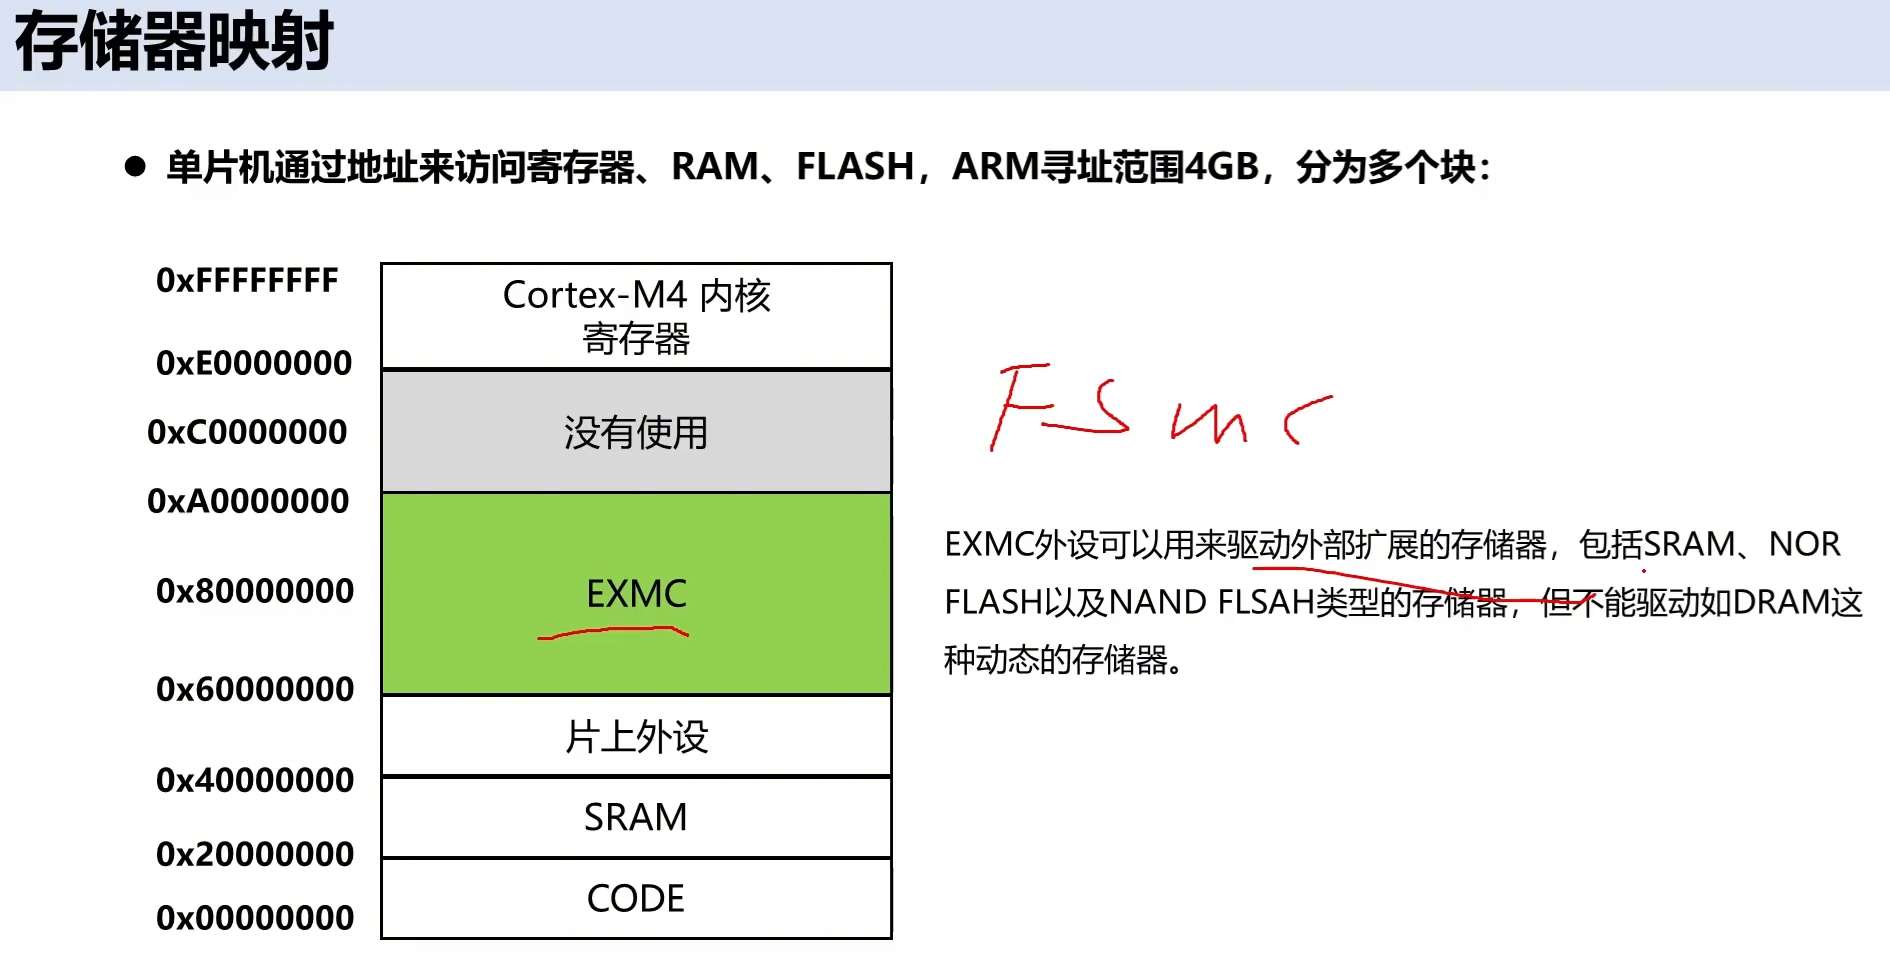 存储器映射
● 单片机通过地址来访问寄存器、RAM、FLASH，ARM寻址范围4GB，分为多个块：
0xFFFFFFFF
Cortex-M4 内核
寄存器
0xE0000000
0xC0000000
没有使用
0xA0000000
Fsmc
EXMC外设可以用来驱动外部扩展的存储器，包括SRAM、NOR
FLASH以及NAND FLSAH类型的存储器，但不能驱动如DRAM这
种动态的存储器。
0x80000000
EXMC
0x60000000
片上外设
0x40000000
SRAM
0x20000000
CODE
0x00000000